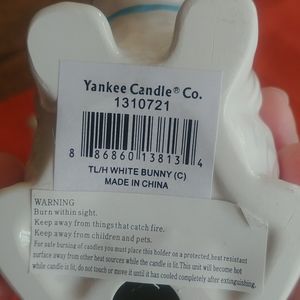 Yankee Candle® Co.
1310721
8 86860 13813 4
TL/H WHITE BUNNY (C)
MADE IN CHINA
WARNING
Burn within sight.
Keep away from things that catch fire.
Keep away from children and pets.
For safe burning of candles you must place this holder on a protected, heat resistant
surface away from other heat sources while the candle is lit. This unit will become hot
while candle is lit, do not touch or move it until it has cooled completely after extinguishing.